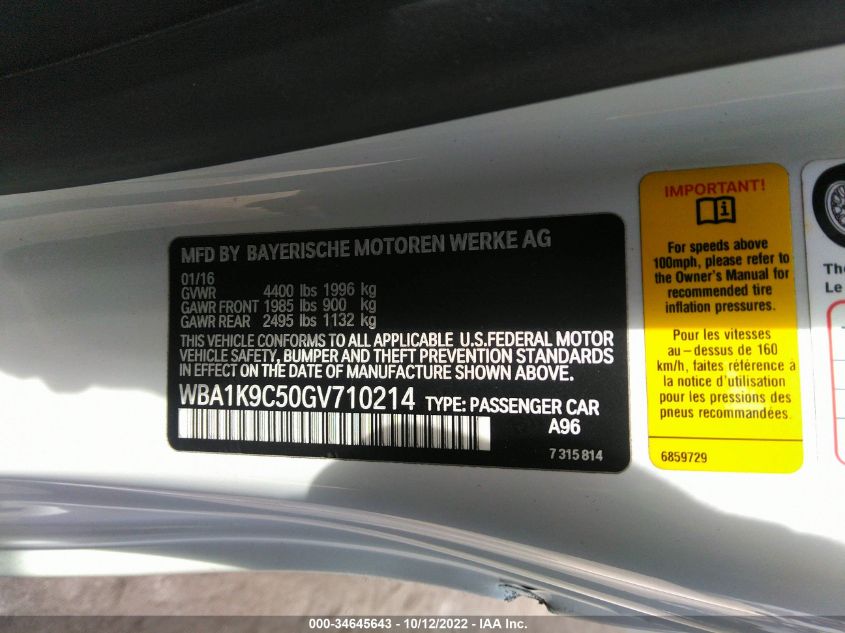 MFD BY BAYERISCHE MOTOREN WERKE AG
01/16
GVWR 4400 lbs 1996 kg
GAWR FRONT 1985 lbs 900 kg
GAWR REAR 2495 lbs 1132 kg
THIS VEHICLE CONFORMS TO ALL APPLICABLE U.S.FEDERAL MOTOR
VEHICLE SAFETY, BUMPER AND THEFT PREVENTION STANDARDS
IN EFFECT ON THE DATE OF MANUFACTURE SHOWN ABOVE.
WBA1K9C50GV710214 TYPE: PASSENGER CAR
A96
7 315 814
IMPORTANT!
For speeds above
100mph, please refer to
the Owner's Manual for
recommended tire
inflation pressures.
Pour les vitesses
au-dessus de 160
km/h, faites référence à
la notice d'utilisation
pour les pressions des
pneus recommandées.
6859729
The
Le
000-34645643 - 10/12/2022 - IAA Inc.